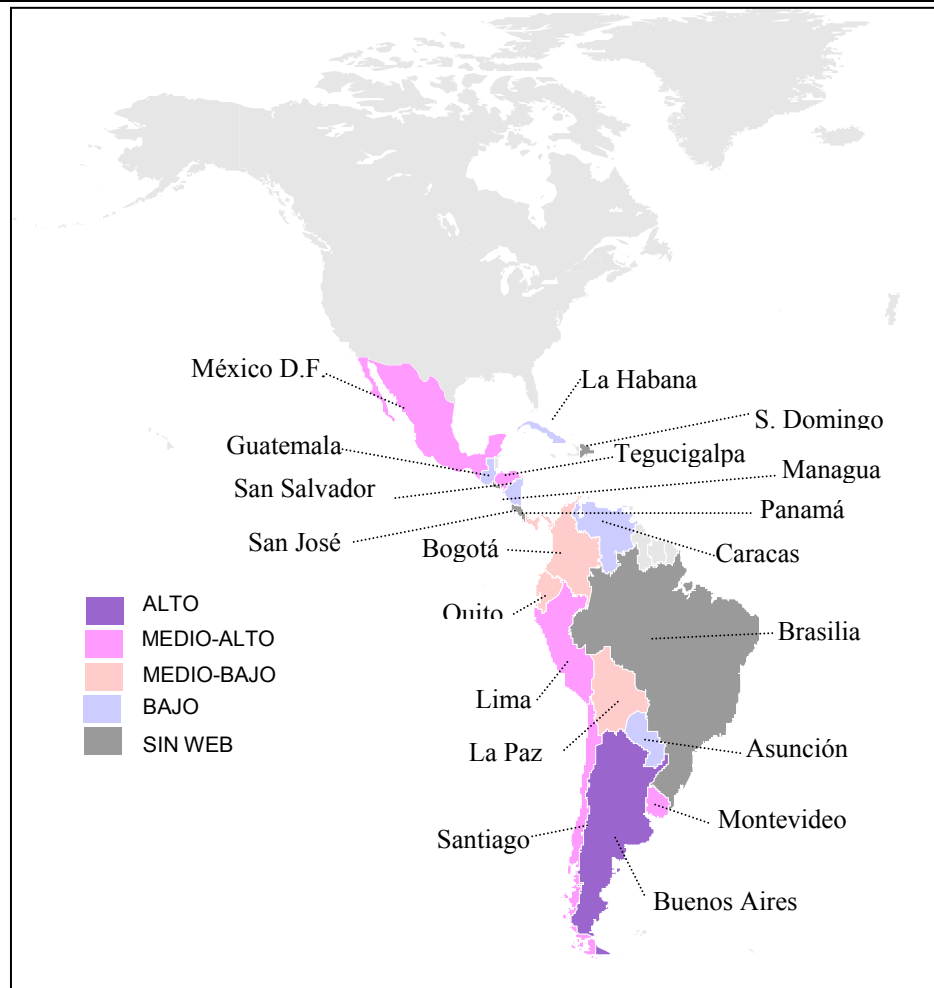 México D.F.
La Habana
S. Domingo
Guatemala
Tegucigalpa
Managua
San Salvador
Panamá
San José
Bogotá
Caracas
Quito
ALTO
MEDIO-ALTO
MEDIO-BAJO
BAJO
SIN WEB
Brasilia
Lima
La Paz
Asunción
Montevideo
Santiago
Buenos Aires